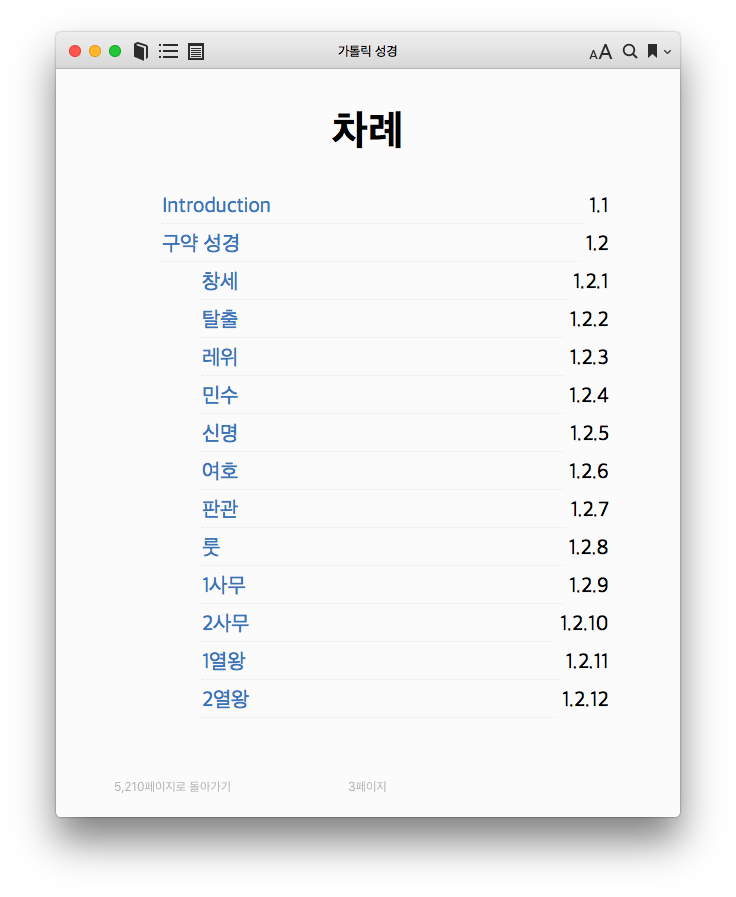 가톨릭 성경
AA
차례
Introduction 1.1
구약 성경 1.2
창세 1.2.1
탈출 1.2.2
레위 1.2.3
민수 1.2.4
신명 1.2.5
여호 1.2.6
판관 1.2.7
룻 1.2.8
1사무 1.2.9
2사무 1.2.10
1열왕 1.2.11
2열왕 1.2.12
5,210페이지로 돌아가기 3페이지